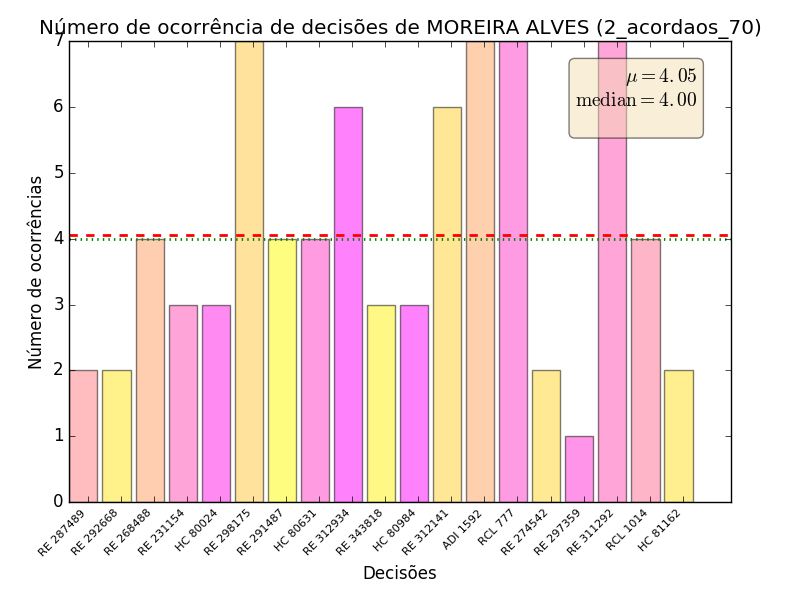 Número de ocorrência de decisões de MOREIRA ALVES (2_acordaos_70)
μ = 4.05
median = 4.00
Número de ocorrências
7
6
5
4
3
2
1
0
RE 287489
RE 292668
RE 268488
RE 231154
HC 80024
RE 298175
RE 291487
HC 80631
RE 312934
RE 343818
HC 80984
RE 312141
ADI 1592
RCL 777
RE 274542
RE 297359
RE 311292
RCL 1014
HC 81162
Decisões